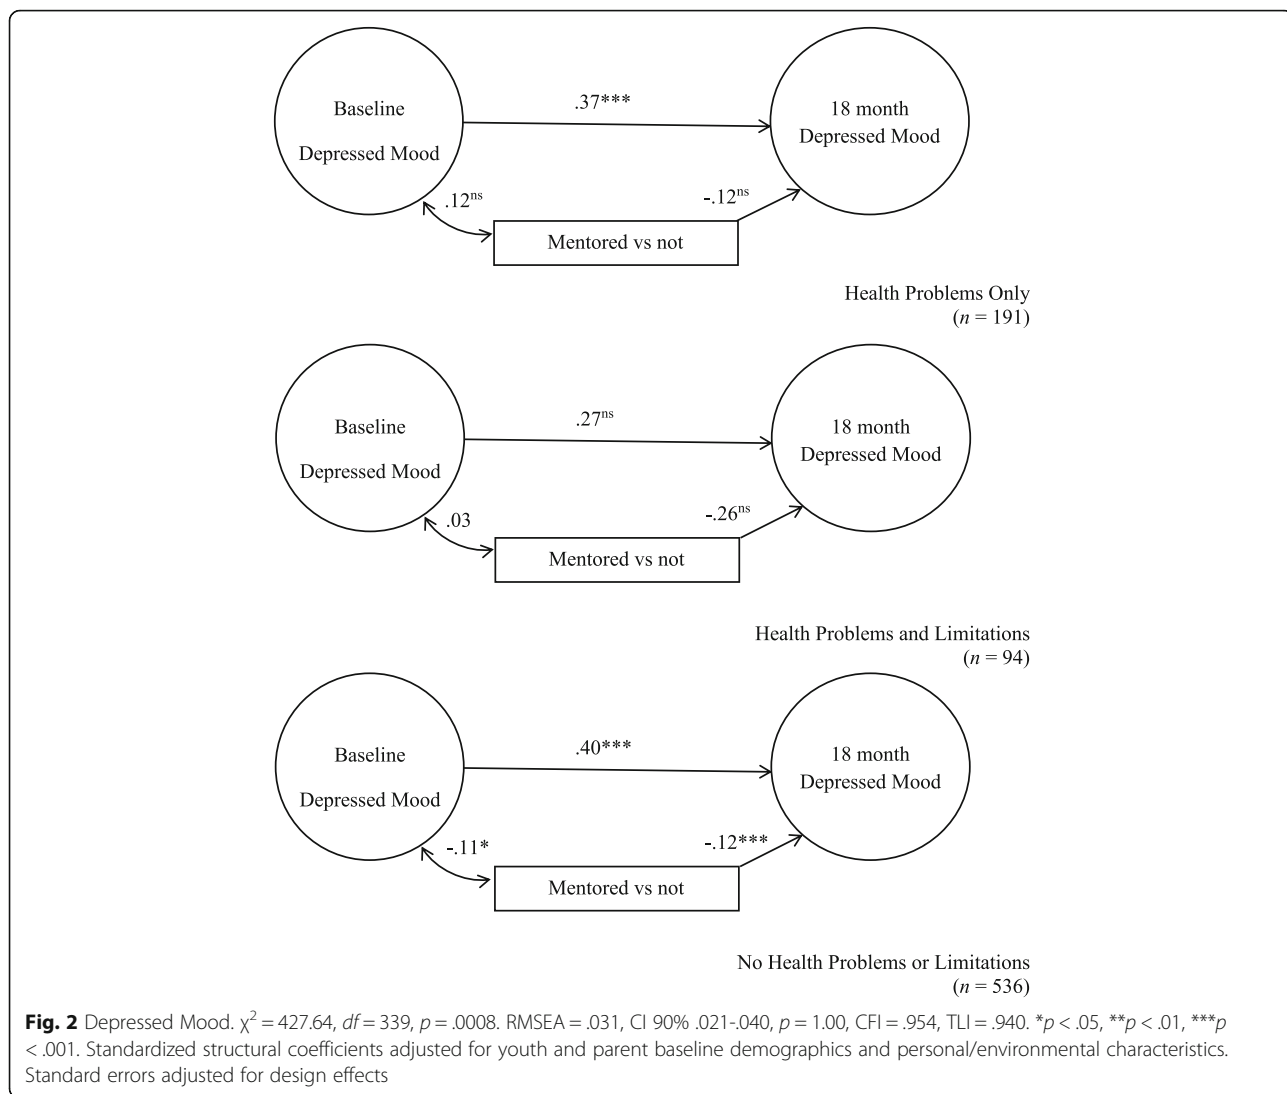 .37***
Baseline
Depressed Mood
18 month
Depressed Mood
.12ns
-.12ns
Mentored vs not
Health Problems Only
(n = 191)
.27ns
Baseline
Depressed Mood
18 month
Depressed Mood
.03
-.26ns
Mentored vs not
Health Problems and Limitations
(n = 94)
.40***
Baseline
Depressed Mood
18 month
Depressed Mood
-.11*
-.12***
Mentored vs not
No Health Problems or Limitations
(n = 536)
Fig. 2 Depressed Mood. χ2 = 427.64, df = 339, p = .0008. RMSEA = .031, CI 90% .021-.040, p = 1.00, CFI = .954, TLI = .940. *p < .05, **p < .01, ***p
< .001. Standardized structural coefficients adjusted for youth and parent baseline demographics and personal/environmental characteristics.
Standard errors adjusted for design effects